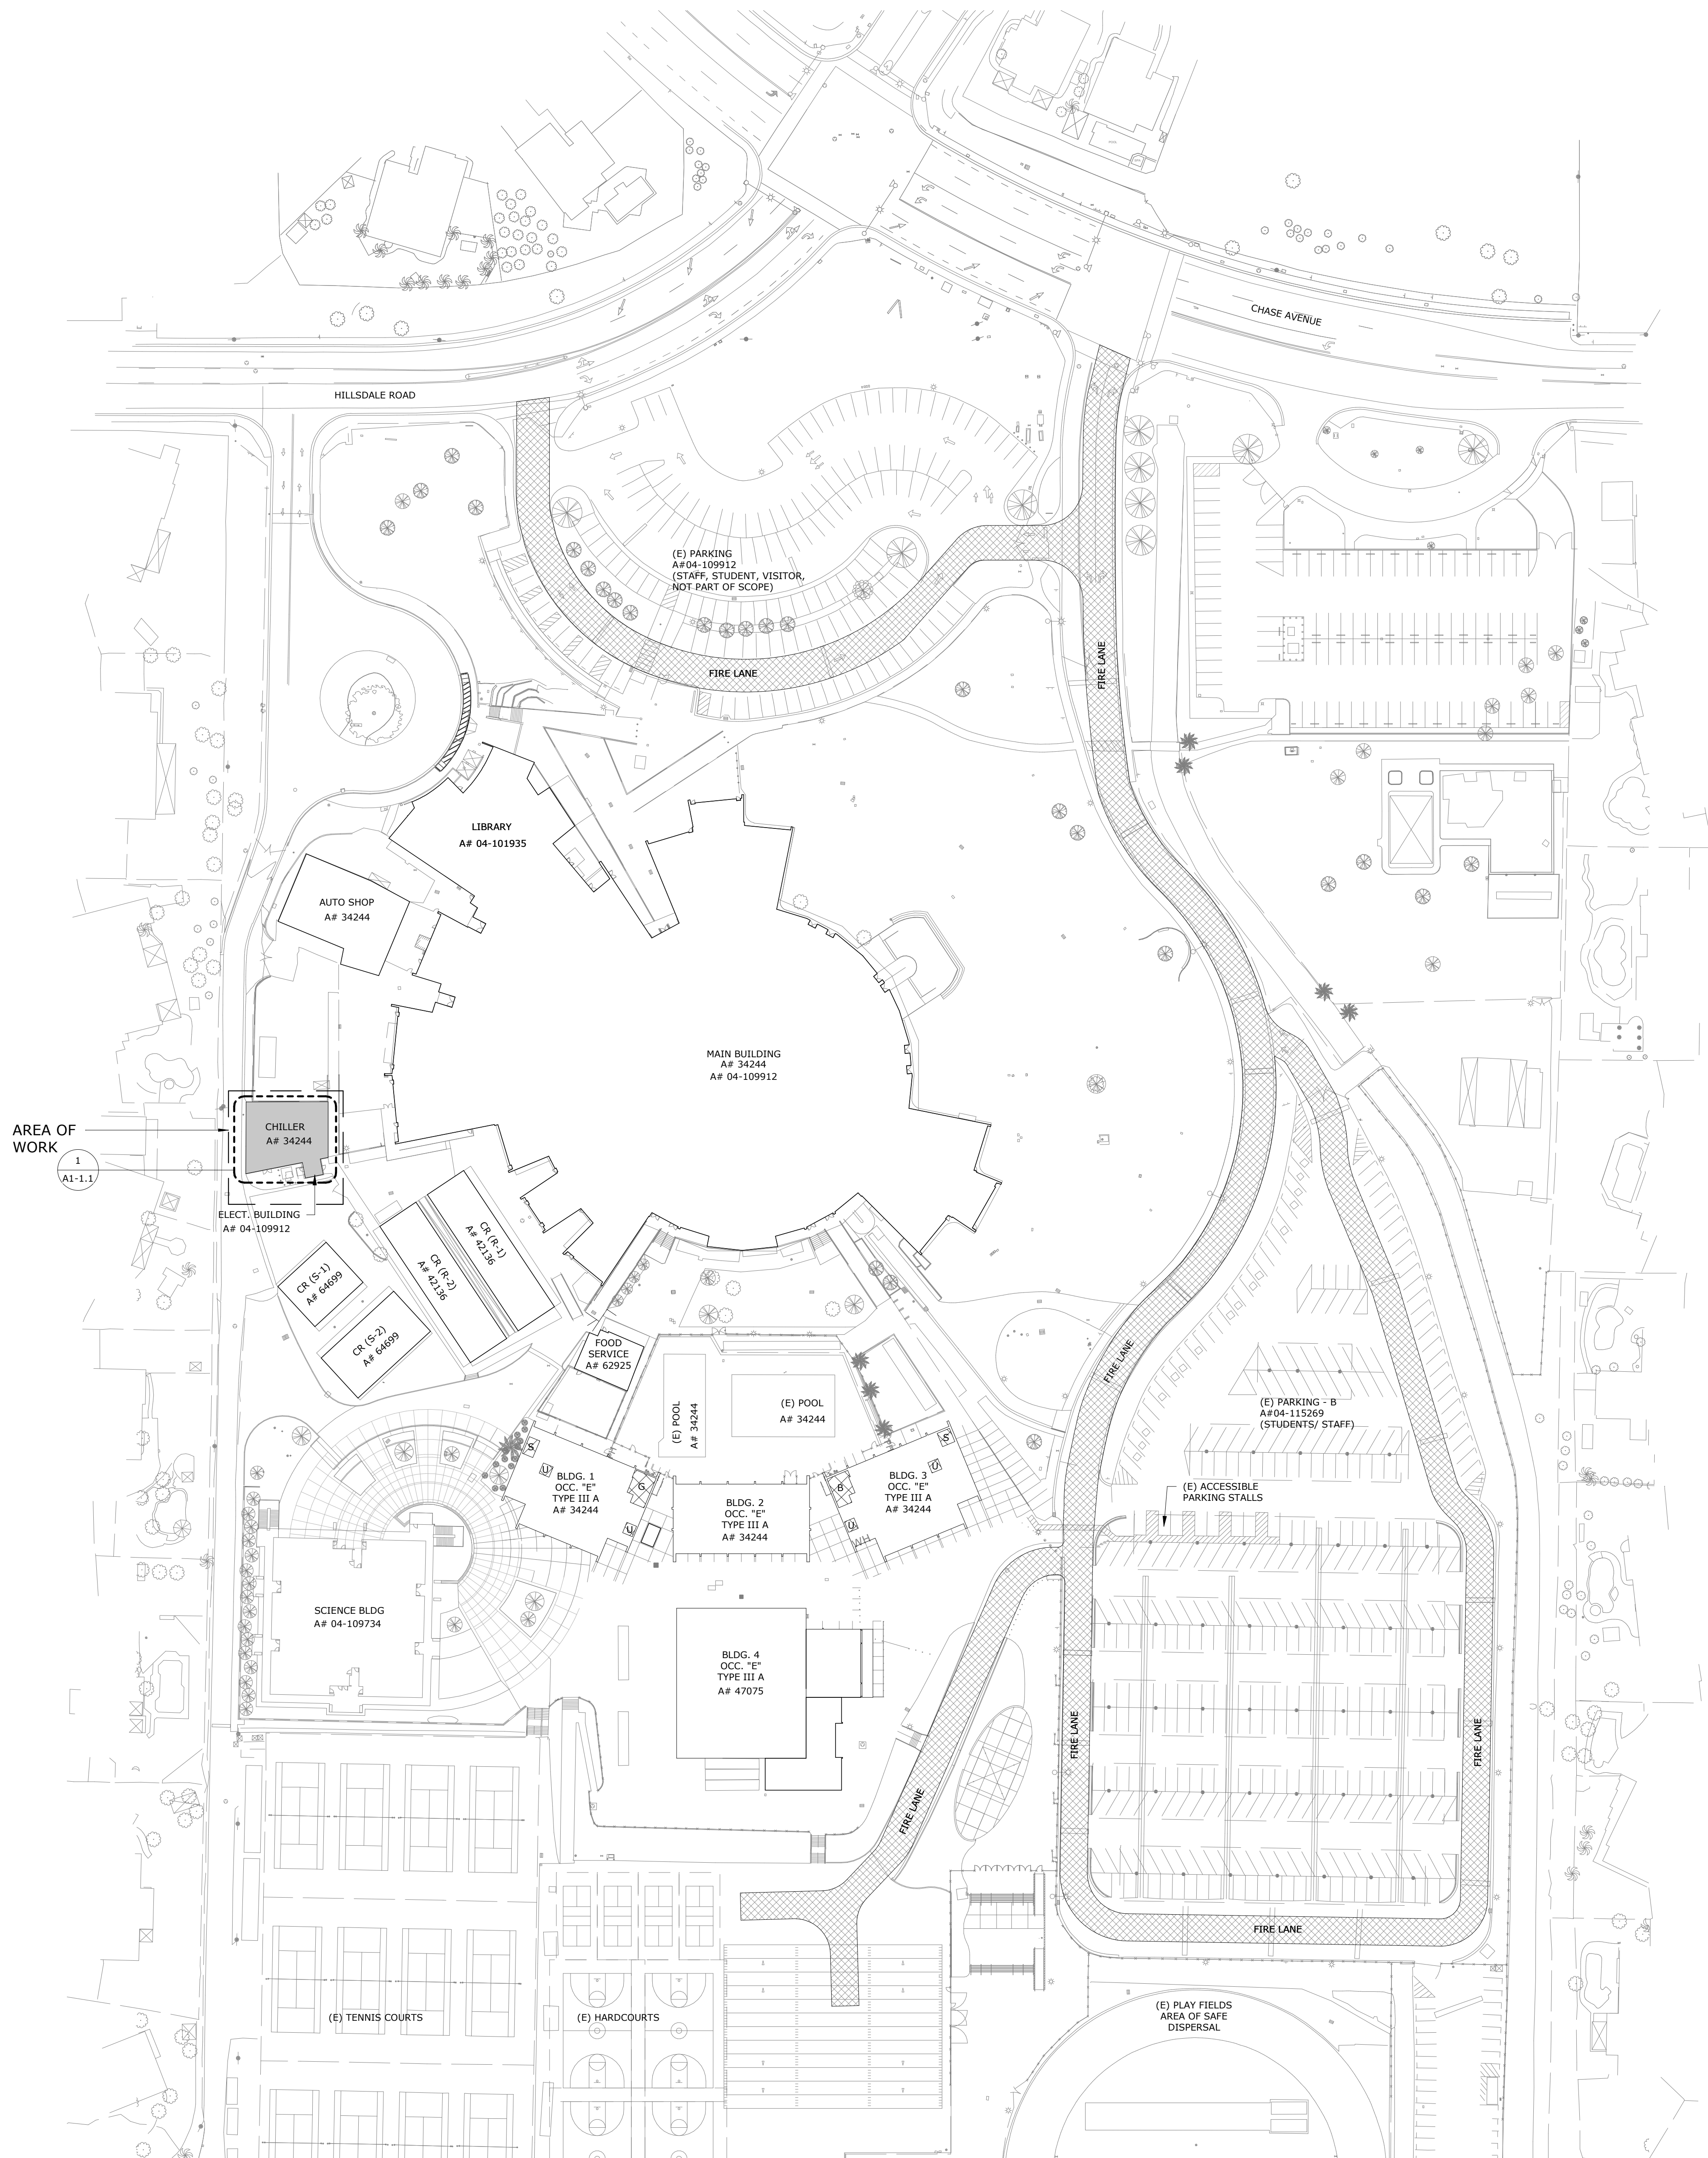 CHASE AVENUE
HILLSDALE ROAD
(E) PARKING
A#04-109912
(STAFF, STUDENT, VISITOR,
NOT PART OF SCOPE)
FIRE LANE
FIRE LANE
LIBRARY
A# 04-101935
AUTO SHOP
A# 34244
MAIN BUILDING
A# 34244
A# 04-109912
AREA OF
WORK
1
A1-1.1
CHILLER
A# 34244
ELECT. BUILDING
A# 04-109912
CR (R-1)
A# 42136
CR (R-2)
A# 42136
CR (S-1)
A# 64699
CR (S-2)
A# 64699
FOOD
SERVICE
A# 62925
(E) POOL
A# 34244
(E) POOL
A# 34244
FIRE LANE
(E) PARKING - B
A#04-115269
(STUDENTS/ STAFF)
(E) ACCESSIBLE
PARKING STALLS
S
U
G
U
BLDG. 1
OCC. "E"
TYPE III A
A# 34244
BLDG. 2
OCC. "E"
TYPE III A
A# 34244
S
U
B
U
WH
BLDG. 3
OCC. "E"
TYPE III A
A# 34244
SCIENCE BLDG
A# 04-109734
BLDG. 4
OCC. "E"
TYPE III A
A# 47075
FIRE LANE
FIRE LANE
FIRE LANE
FIRE LANE
(E) TENNIS COURTS
(E) HARDCOURTS
(E) PLAY FIELDS
AREA OF SAFE
DISPERSAL